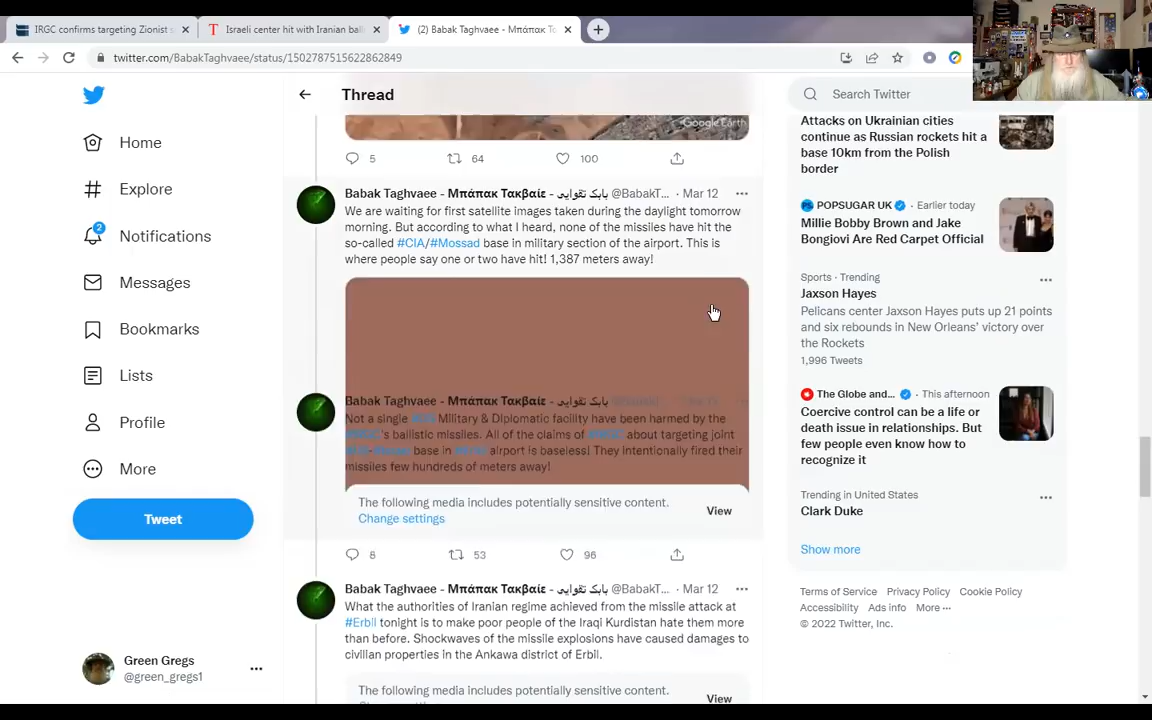 IRGC confirms targeting Zionist s
Israeli center hit with Iranian ball
(2) Babak Taghvaee - Μπάπακ Τα
twitter.com/BabakTaghvaee/status/1502787515622862849
Thread
Search Twitter
Home
Explore
2
Notifications
Messages
Bookmarks
Lists
Profile
More
Tweet
Green Gregs
@green_gregs1
Google Earth
5 64 100
Babak Taghvaee - Μπάπακ Τακβαίε - بابک تقوایی @BabakT... · Mar 12
We are waiting for first satellite images taken during the daylight tomorrow
morning. But according to what I heard, none of the missiles have hit the
so-called #CIA/#Mossad base in military section of the airport. This is
where people say one or two have hit! 1,387 meters away!
Babak Taghvaee - Μπάπακ Τακβαίε - بابک تقوایی
Not a single Military & Diplomatic facility have been harmed by the
's ballistic missiles. All of the claims of about targeting joint
base in airport is baseless! They intentionally fired their
missiles few hundreds of meters away!
The following media includes potentially sensitive content.
Change settings
View
8 53 96
Babak Taghvaee - Μπάπακ Τακβαίε - بابک تقوایی @BabakT... · Mar 12
What the authorities of Iranian regime achieved from the missile attack at
#Erbil tonight is to make poor people of the Iraqi Kurdistan hate them more
than before. Shockwaves of the missile explosions have caused damages to
civilian properties in the Ankawa district of Erbil.
The following media includes potentially sensitive content.
View
Attacks on Ukrainian cities
continue as Russian rockets hit a
base 10km from the Polish
border
POPSUGAR UK · Earlier today
Millie Bobby Brown and Jake
Bongiovi Are Red Carpet Official
Sports · Trending
Jaxson Hayes
Pelicans center Jaxson Hayes puts up 21 points
and six rebounds in New Orleans' victory over
the Rockets
1,996 Tweets
The Globe and... · This afternoon
Coercive control can be a life or
death issue in relationships. But
few people even know how to
recognize it
Trending in United States
Clark Duke
Show more
Terms of Service Privacy Policy Cookie Policy
Accessibility Ads info More ···
© 2022 Twitter, Inc.